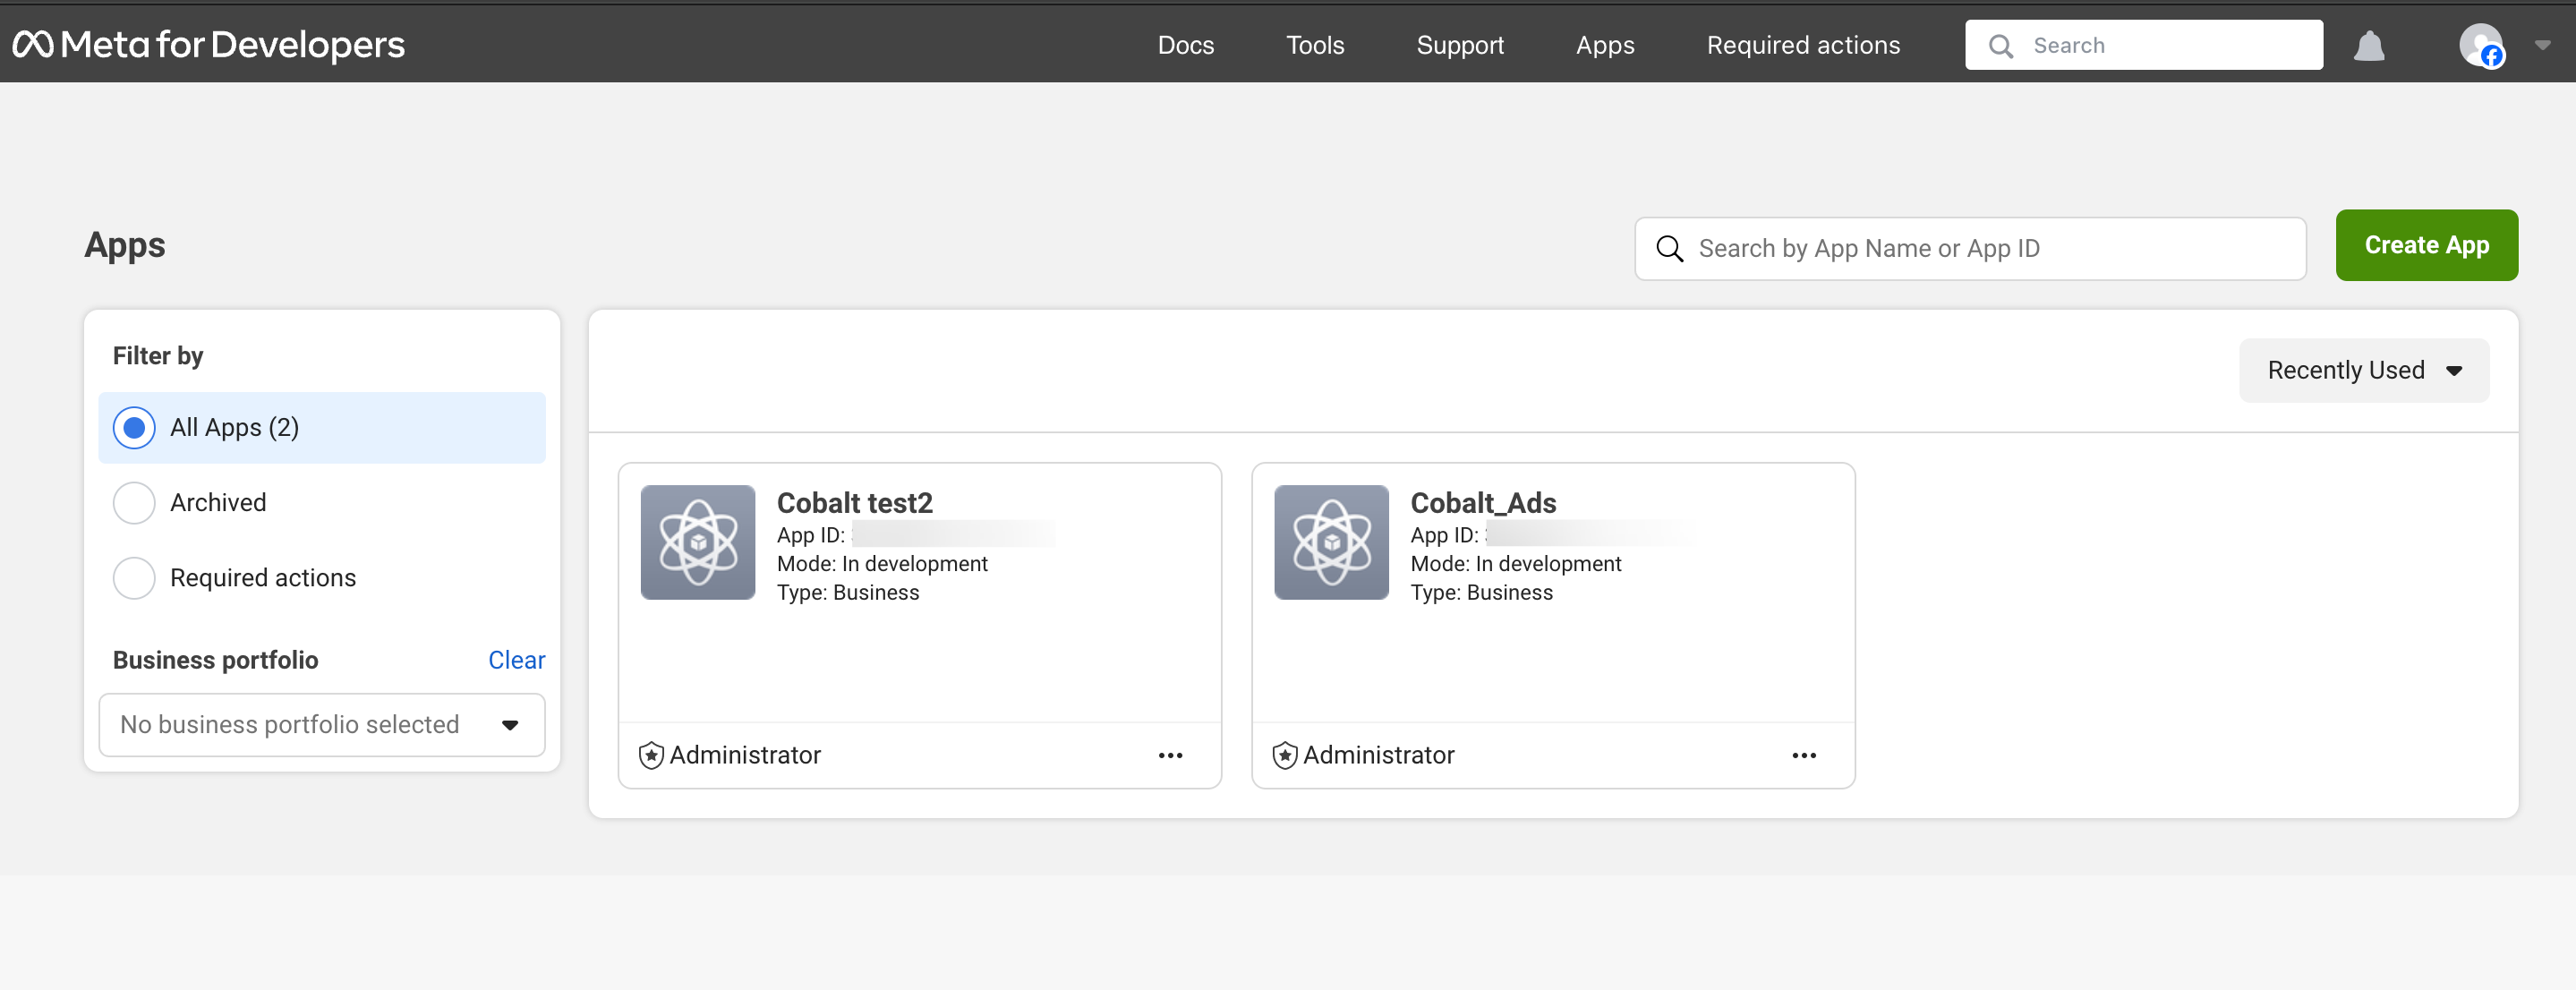 Meta for Developers
Docs
Tools
Support
Apps
Required actions
Search
Apps
Search by App Name or App ID
Create App
Filter by
All Apps (2)
Archived
Required actions
Business portfolio
Clear
No business portfolio selected
Recently Used
Cobalt test2
App ID:
Mode: In development
Type: Business
Administrator
Cobalt_Ads
App ID:
Mode: In development
Type: Business
Administrator